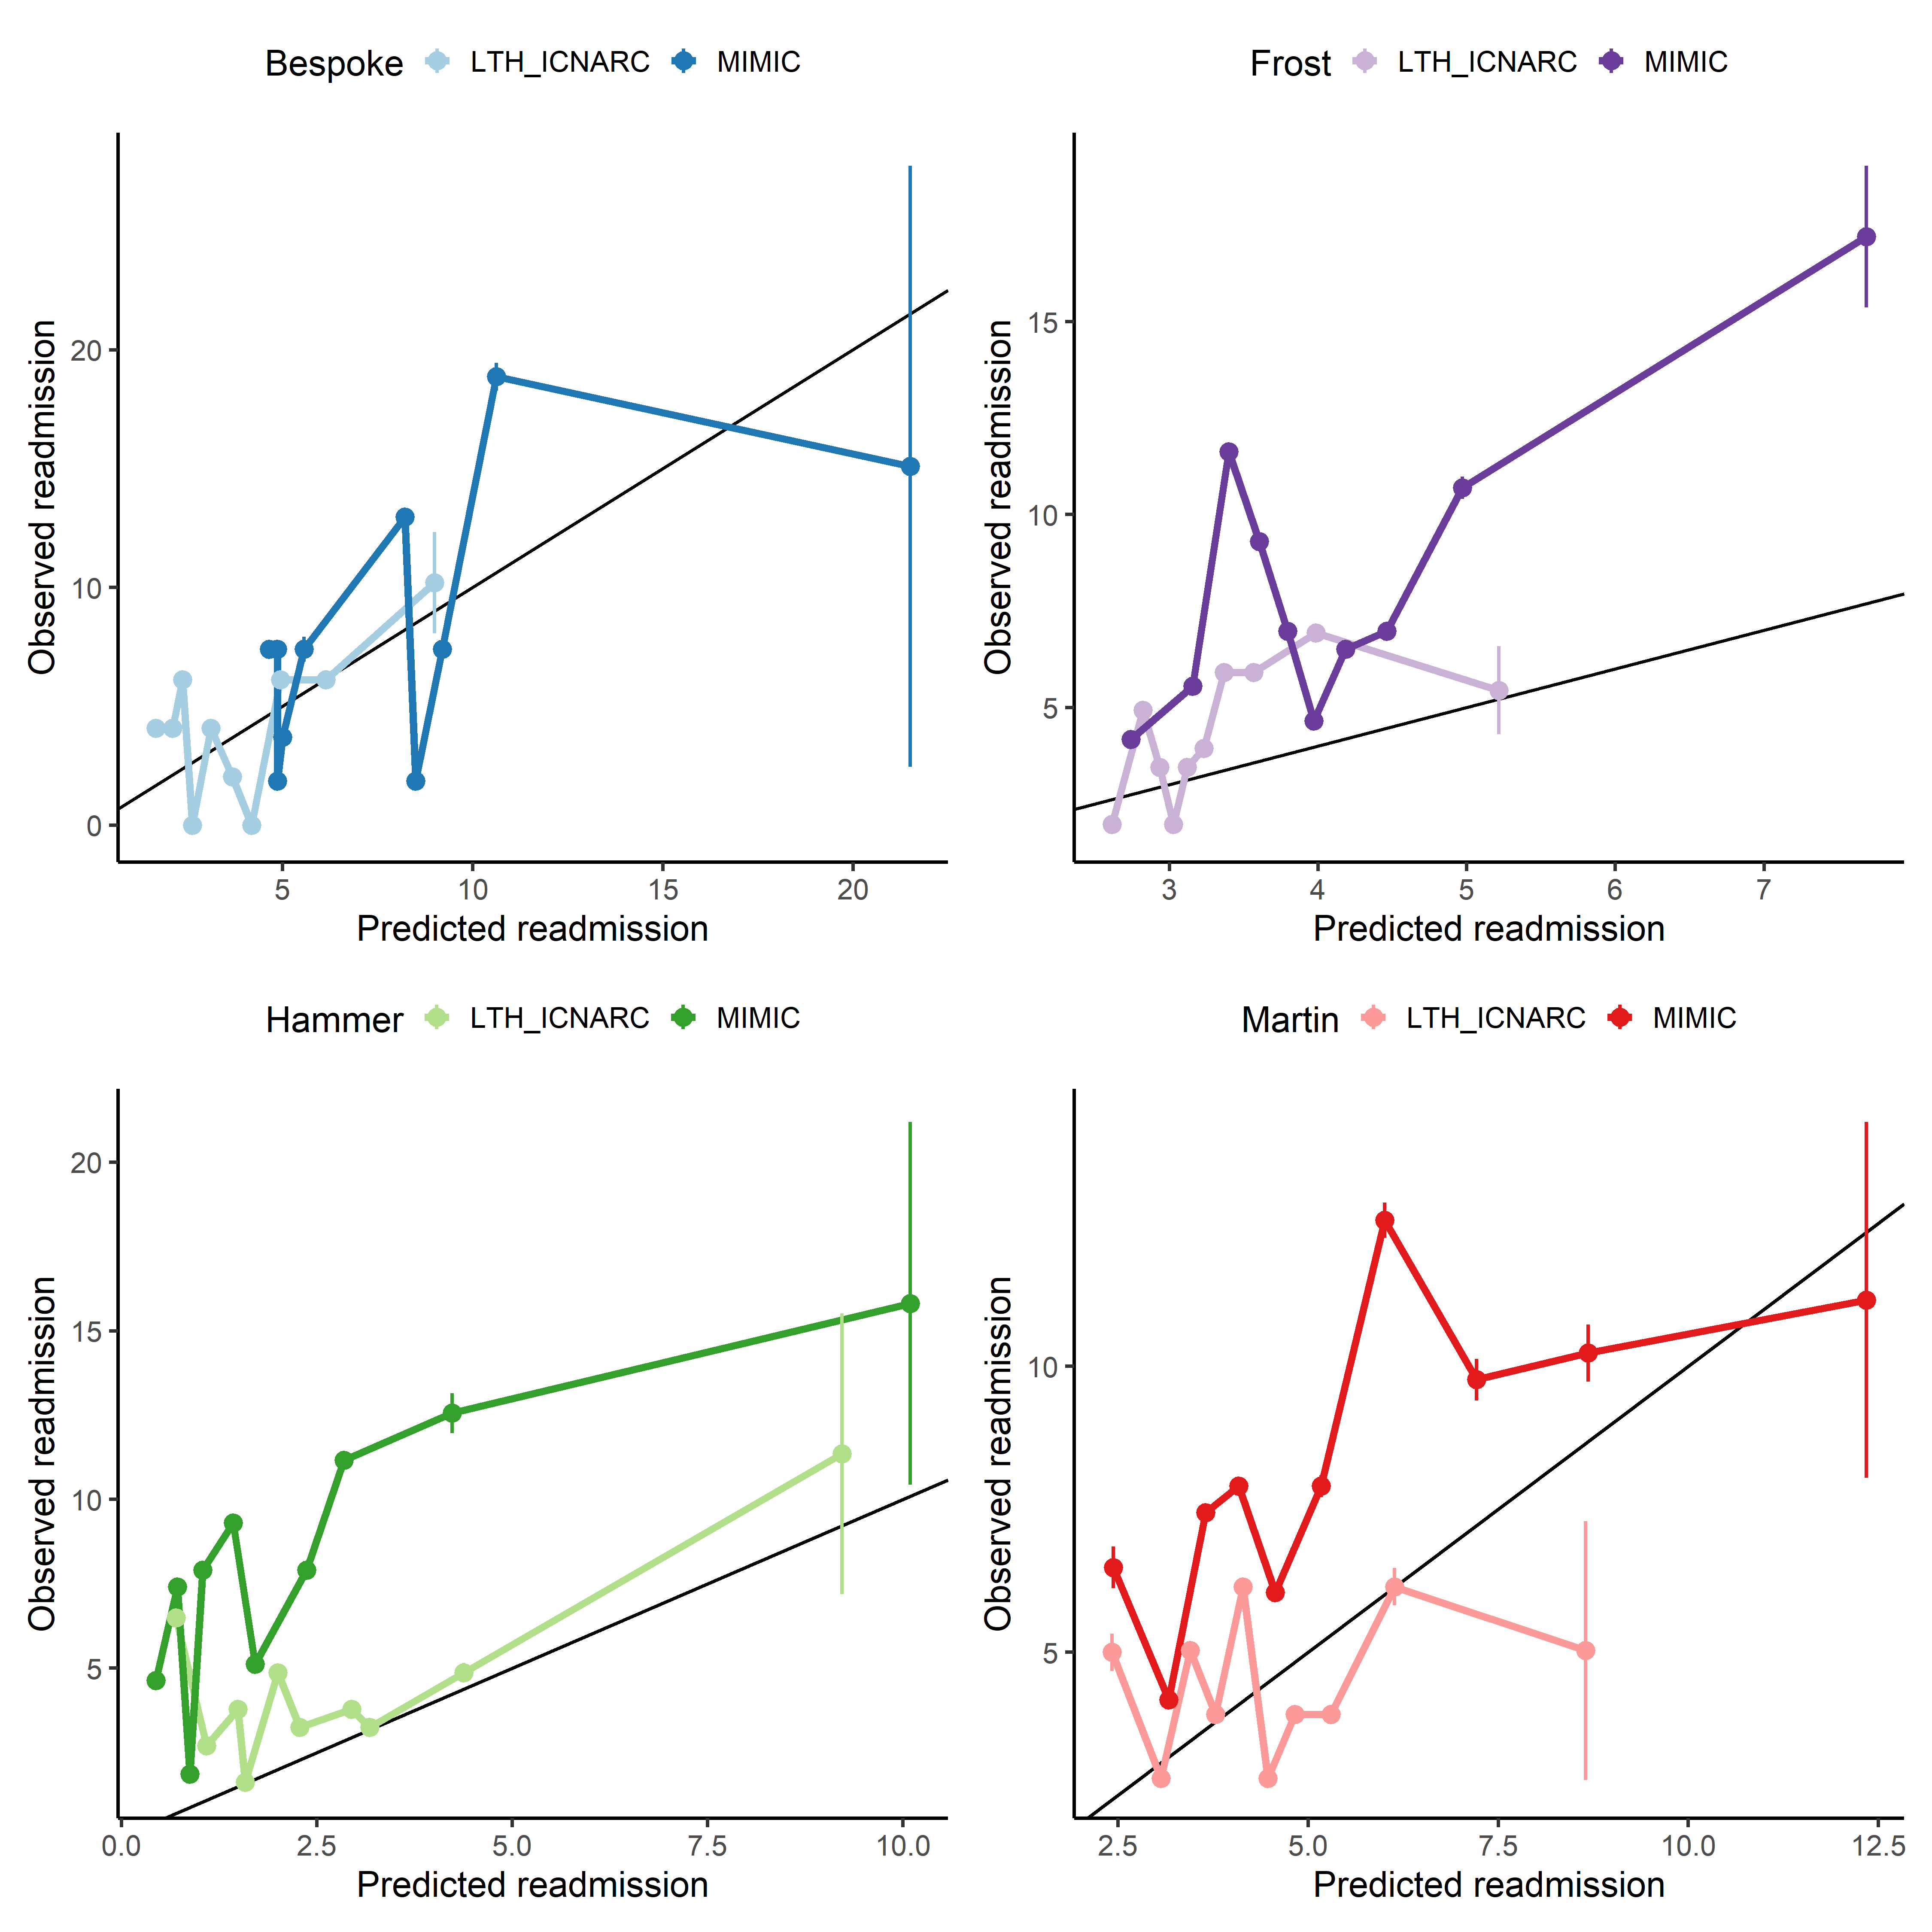 Bespoke LTH_ICNARC MIMIC
Observed readmission
20
10
0
5 10 15 20
Predicted readmission
Frost LTH_ICNARC MIMIC
Observed readmission
15
10
5
3 4 5 6 7
Predicted readmission
Hammer LTH_ICNARC MIMIC
Observed readmission
20
15
10
5
0.0 2.5 5.0 7.5 10.0
Predicted readmission
Martin LTH_ICNARC MIMIC
Observed readmission
10
5
2.5 5.0 7.5 10.0 12.5
Predicted readmission